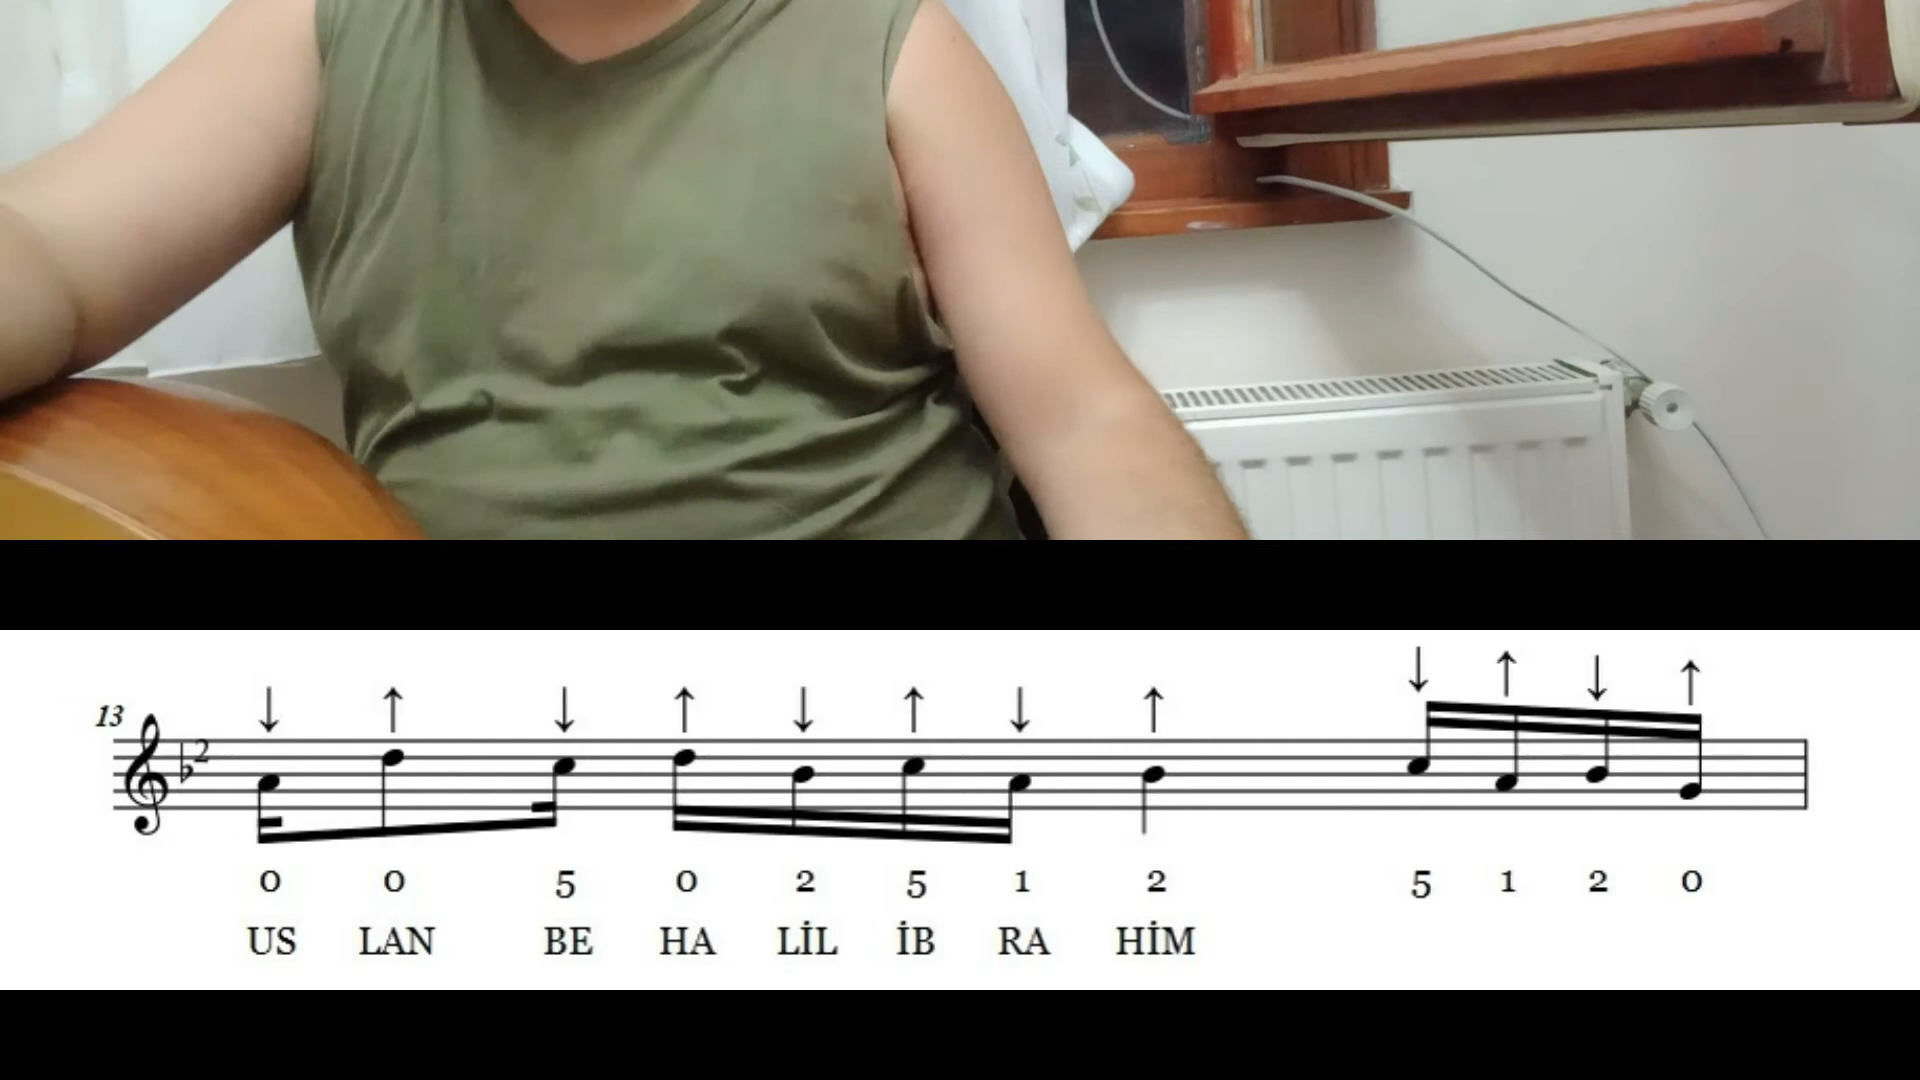 ↓ ↑ ↓ ↑ ↓ ↑ ↓ ↑ ↓ ↑ ↓ ↑
13
♭2
0 0 5 0 2 5 1 2 5 1 2 0
US LAN BE HA LİL İB RA HİM